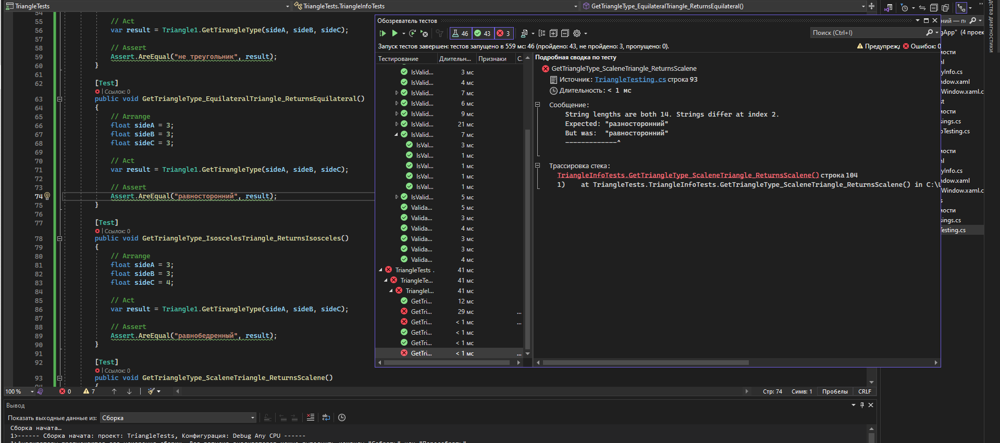 TriangleTests
TriangleTests.TriangleInfoTests
GetTriangleType_EquilateralTriangle_ReturnsEquilateral()
54
55 // Act
56 var result = Triangle1.GetTirangleType(sideA, sideB, sideC);
57
58 // Assert
59 Assert.AreEqual("не треугольник", result);
60 }
61
62 [Test]
Ссылок: 0
63 public void GetTriangleType_EquilateralTriangle_ReturnsEquilateral()
64 {
65 // Arrange
66 float sideA = 3;
67 float sideB = 3;
68 float sideC = 3;
69
70 // Act
71 var result = Triangle1.GetTirangleType(sideA, sideB, sideC);
72
73 // Assert
74 Assert.AreEqual("равносторонний", result);
75 }
76
77 [Test]
Ссылок: 0
78 public void GetTriangleType_IsoscelesTriangle_ReturnsIsosceles()
79 {
80 // Arrange
81 float sideA = 3;
82 float sideB = 3;
83 float sideC = 4;
84
85 // Act
86 var result = Triangle1.GetTirangleType(sideA, sideB, sideC);
87
88 // Assert
89 Assert.AreEqual("равнобедренный", result);
90 }
91
92 [Test]
Ссылок: 0
93 public void GetTriangleType_ScaleneTriangle_ReturnsScalene()
{
100 %
0
7
Стр: 74
Симв: 1
Пробелы
CRLF
Обозреватель тестов
46
43
3
Поиск (Ctrl+I)
Запуск тестов завершен: тестов запущено в 559 мс: 46 (пройдено: 43, не пройдено: 3, пропущено: 0).
Предупреж
Ошибок: 0
Тестирование Длительн... Признаки С
IsValid... 3 мс
IsValid... 4 мс
IsValid... 7 мс
IsValid... 6 мс
IsValid... 9 мс
IsValid... 21 мс
IsValid... 7 мс
IsVal... 3 мс
IsVal... 1 мс
IsVal... 1 мс
IsVal... 1 мс
IsVal... 1 мс
IsValid... 5 мс
Valida... 5 мс
Valida... 3 мс
Valida... 4 мс
Valida... 3 мс
Valida... 3 мс
Valida... 4 мс
TriangleTests . 41 мс
TriangleTe... 41 мс
TriangleI... 41 мс
GetTri... 12 мс
GetTri... 29 мс ...
GetTri... < 1 мс ...
GetTri... < 1 мс
GetTri... < 1 мс
GetTri... < 1 мс ...
Подробная сводка по тесту
GetTriangleType_ScaleneTriangle_ReturnsScalene
Источник: TriangleTesting.cs строка 93
Длительность: < 1 мс
Сообщение:
String lengths are both 14. Strings differ at index 2.
Expected: "разносторонний"
But was: "равносторонний"
-------------^
Трассировка стека:
TriangleInfoTests.GetTriangleType_ScaleneTriangle_ReturnsScalene() строка 104
1) at TriangleTests.TriangleInfoTests.GetTriangleType_ScaleneTriangle_ReturnsScalene() in C:\U
ний — п
gApp" (4 проек
ости
yInfo.cs
ndow.xaml
Window.xaml.c
st
мости
sings.cs
oTesting.cs
ости
yInfo.cs
ndow.xaml
Window.xaml.c
s
мости
sings.cs
esting.cs
дства диагностики
Вывод
Показать выходные данные из: Сборка
Сборка начата…
1>------ Сборка начата: проект: TriangleTests, Конфигурация: Debug Any CPU ------